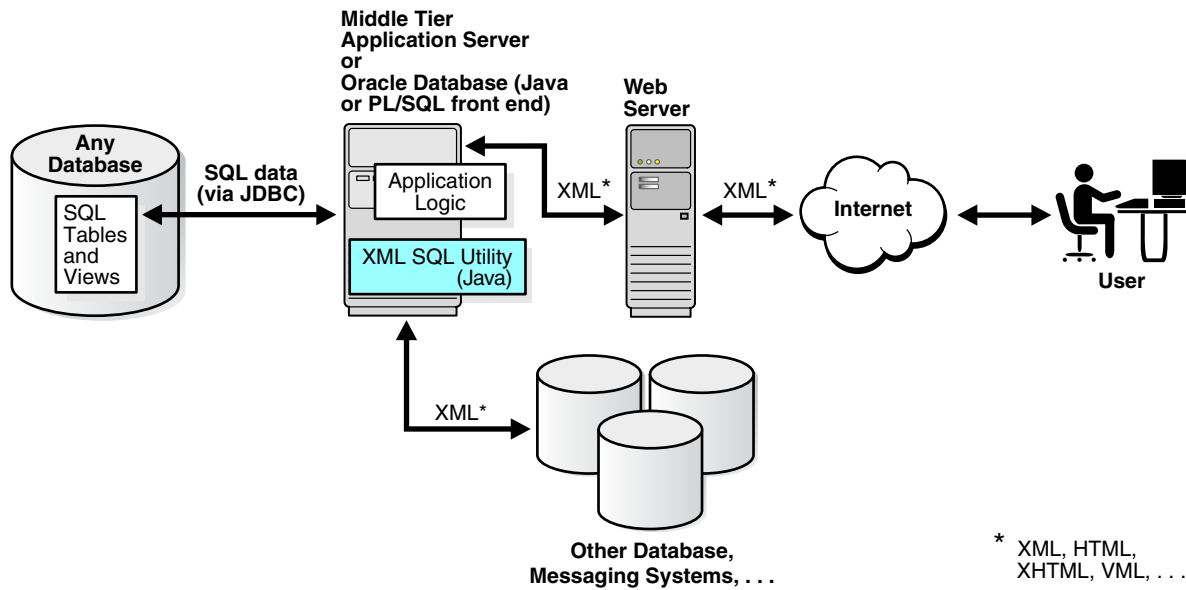 Middle Tier
Application Server
or
Oracle Database (Java
or PL/SQL front end)
Web
Server
Any
Database
SQL data
(via JDBC)
Application
Logic
XML*
XML*
Internet
SQL
Tables
and
Views
XML SQL Utility
(Java)
User
XML*
Other Database,
Messaging Systems, . . .
* XML, HTML,
XHTML, VML, . . .